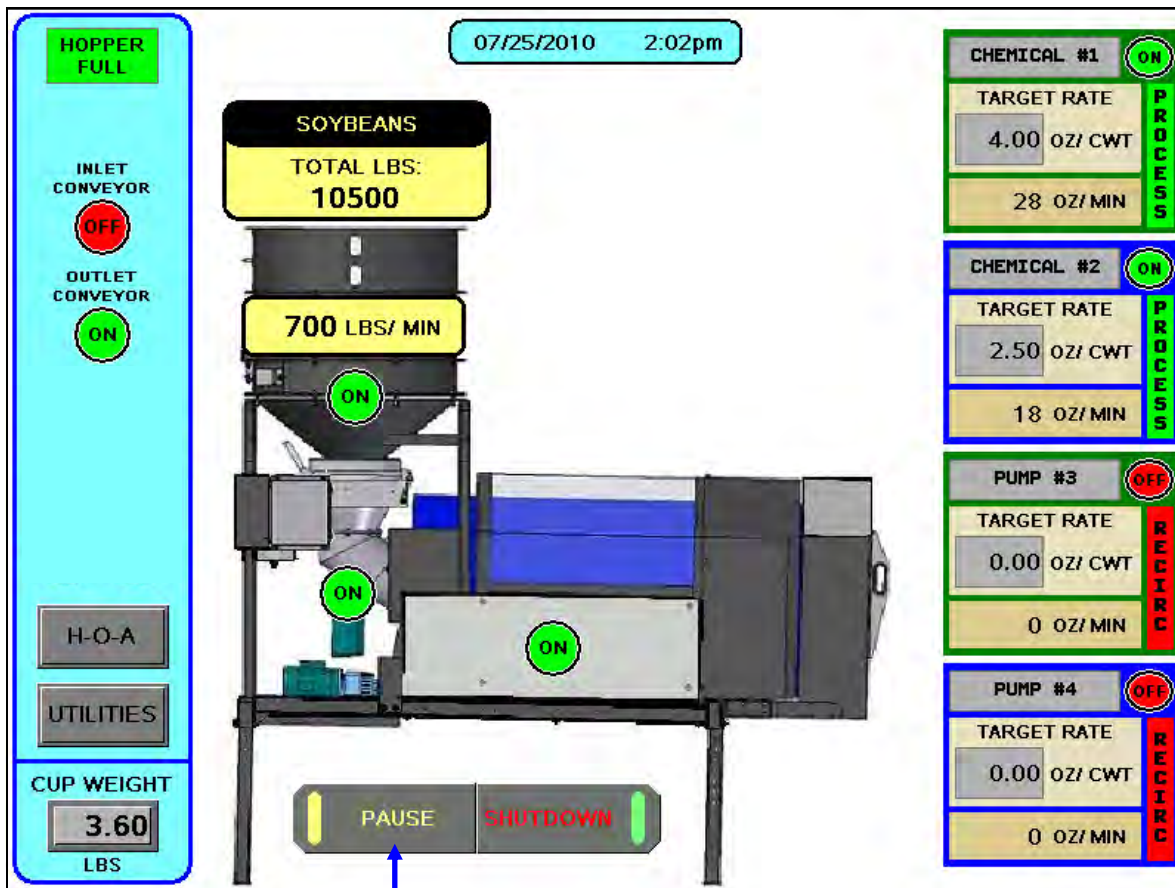 HOPPER
FULL
07/25/2010 2:02pm
INLET
CONVEYOR
OFF
OUTLET
CONVEYOR
ON
H-O-A
UTILITIES
CUP WEIGHT
3.60
LBS
SOYBEANS
TOTAL LBS:
10500
700 LBS/ MIN
ON
ON
ON
PAUSE SHUTDOWN
CHEMICAL #1 ON
TARGET RATE
4.00 OZ/ CWT
28 OZ/ MIN
PROCESS
CHEMICAL #2 ON
TARGET RATE
2.50 OZ/ CWT
18 OZ/ MIN
PROCESS
PUMP #3 OFF
TARGET RATE
0.00 OZ/ CWT
0 OZ/ MIN
RECIRC
PUMP #4 OFF
TARGET RATE
0.00 OZ/ CWT
0 OZ/ MIN
RECIRC